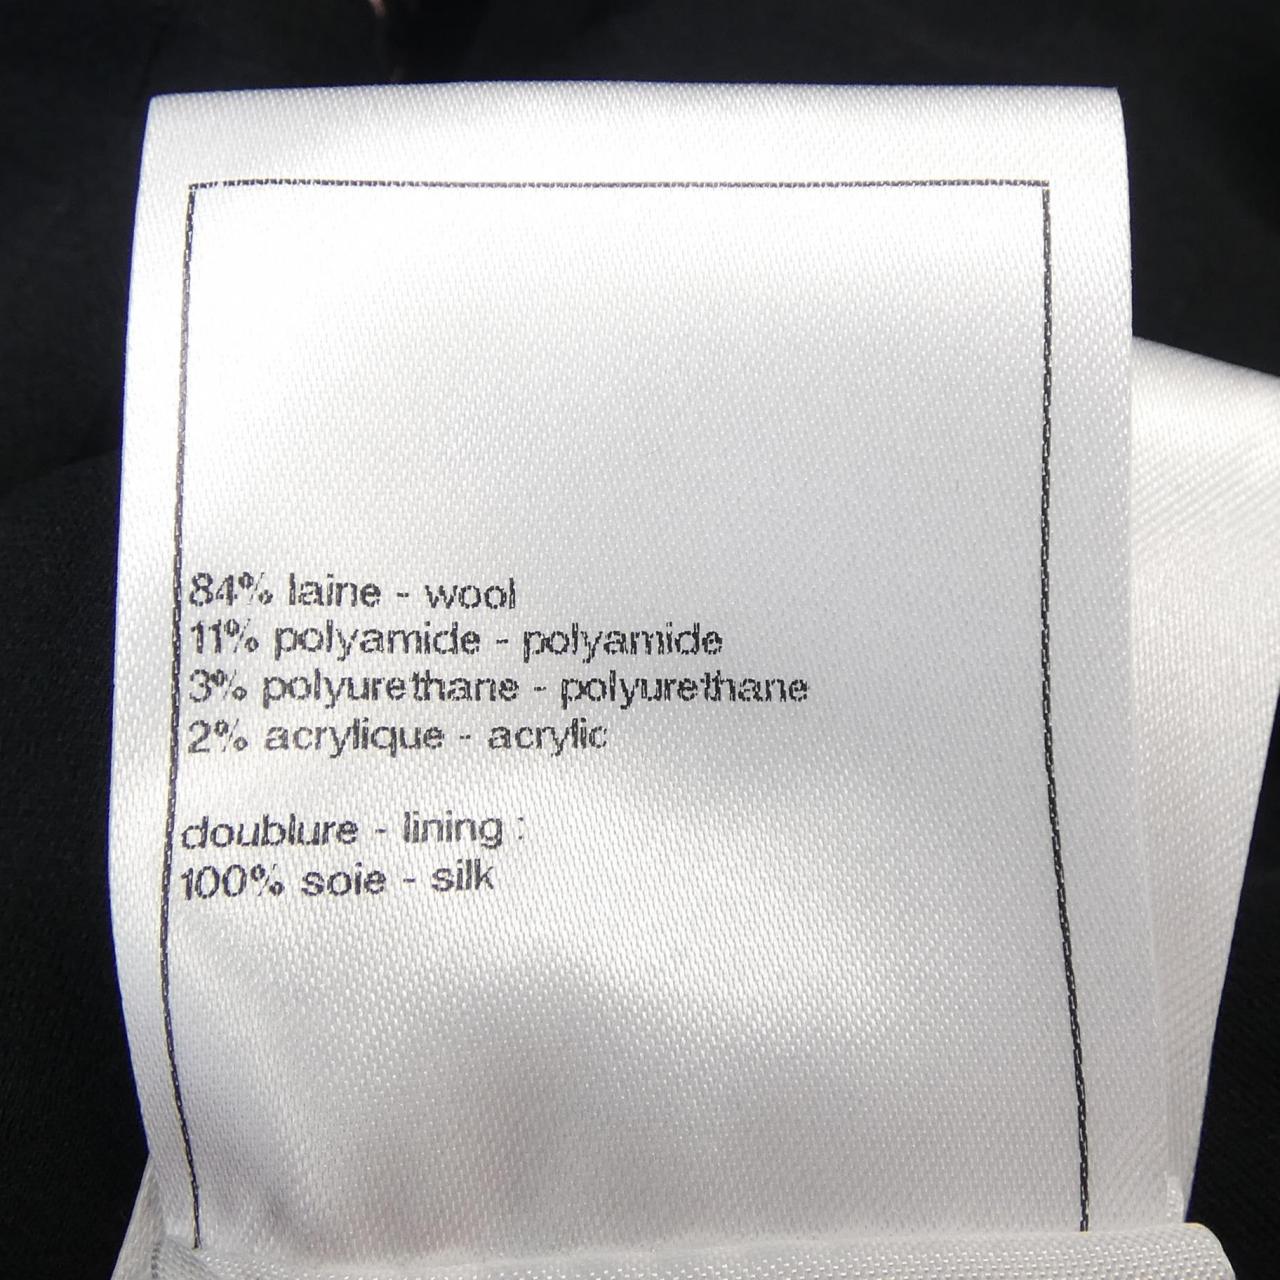 84% laine - wool
11% polyamide - polyamide
3% polyurethane - polyurethane
2% acrylique - acrylic
doublure - lining :
100% soie - silk